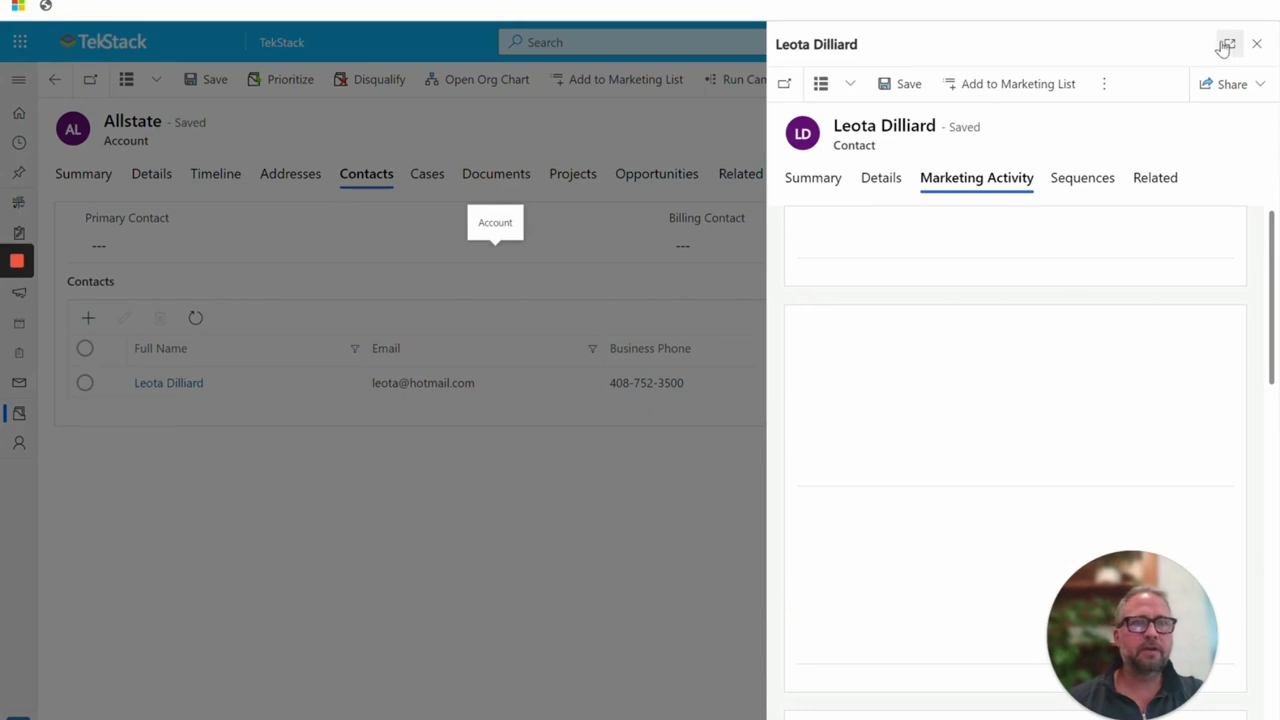 TekStack
TekStack
Search
Save
Prioritize
Disqualify
Open Org Chart
Add to Marketing List
Run Cam
AL
Allstate - Saved
Account
Summary
Details
Timeline
Addresses
Contacts
Cases
Documents
Projects
Opportunities
Related
Primary Contact
---
Account
Billing Contact
---
Contacts
Full Name
Email
Business Phone
Leota Dilliard
leota@hotmail.com
408-752-3500
Leota Dilliard
Save
Add to Marketing List
Share
LD
Leota Dilliard - Saved
Contact
Summary
Details
Marketing Activity
Sequences
Related